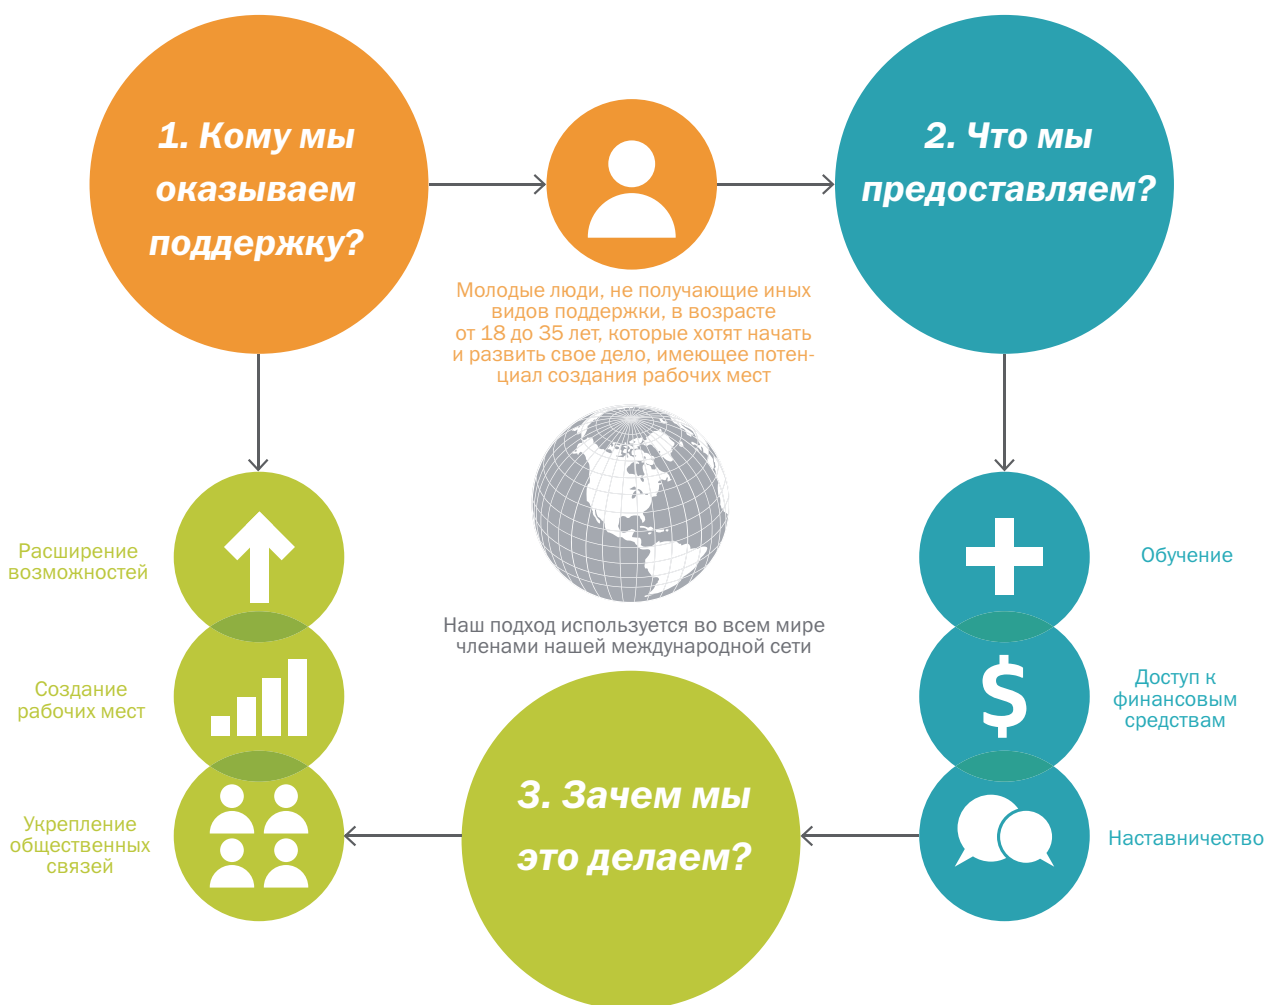 1. Кому мы
оказываем
поддержку?
2. Что мы
предоставляем?
Молодые люди, не получающие иных
видов поддержки, в возрасте
от 18 до 35 лет, которые хотят начать
и развить свое дело, имеющее потен-
циал создания рабочих мест
Расширение
возможностей
Создание
рабочих мест
Укрепление
общественных
связей
Наш подход используется во всем мире
членами нашей международной сети
Обучение
Доступ к
финансовым
средствам
Наставничество
3. Зачем мы
это делаем?